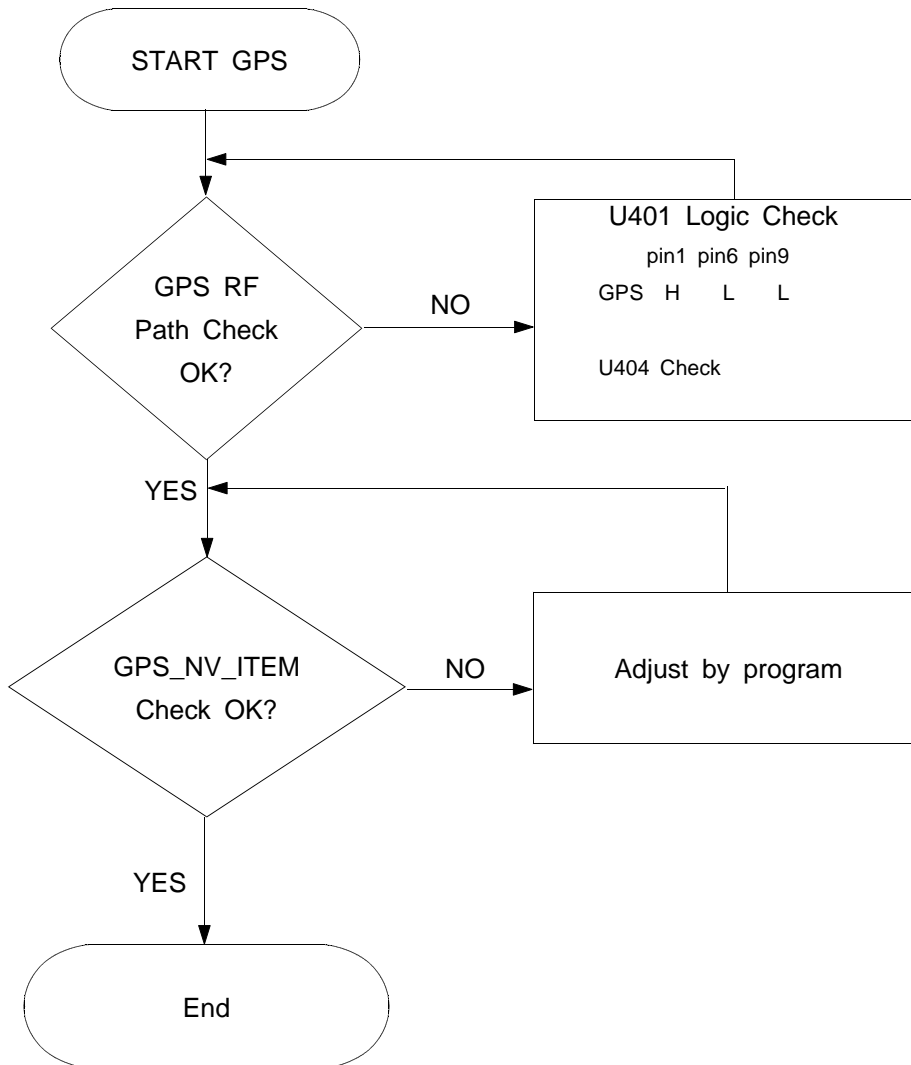 START GPS
GPS RF
Path Check
OK?
NO
U401 Logic Check
pin1 pin6 pin9
GPS H L L
U404 Check
YES
GPS_NV_ITEM
Check OK?
NO
Adjust by program
YES
End